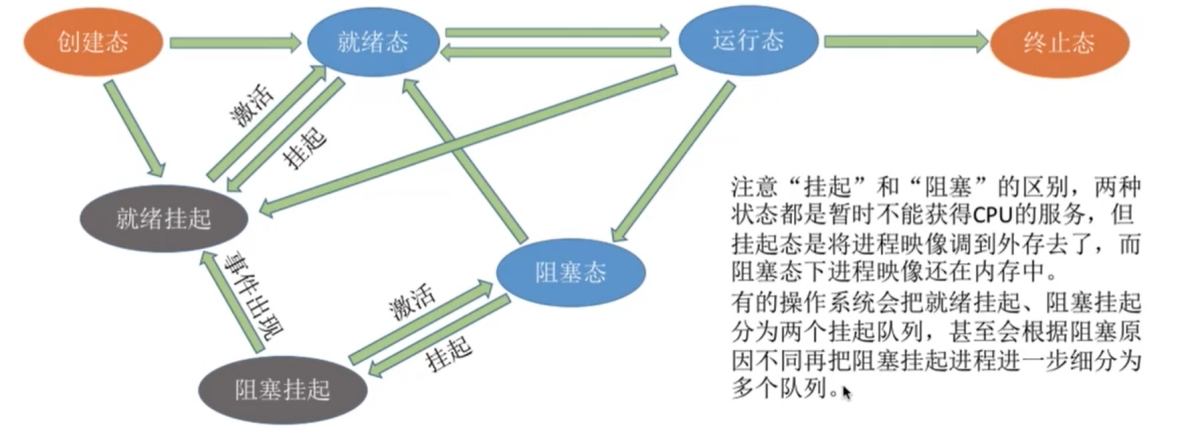 创建态
就绪态
运行态
终止态
激活
挂起
就绪挂起
阻塞态
事件出现
激活
挂起
阻塞挂起
注意“挂起”和“阻塞”的区别，两种
状态都是暂时不能获得CPU的服务，但
挂起态是将进程映像调到外存去了，而
阻塞态下进程映像还在内存中。
有的操作系统会把就绪挂起、阻塞挂起
分为两个挂起队列，甚至会根据阻塞原
因不同再把阻塞挂起进程进一步细分为
多个队列。